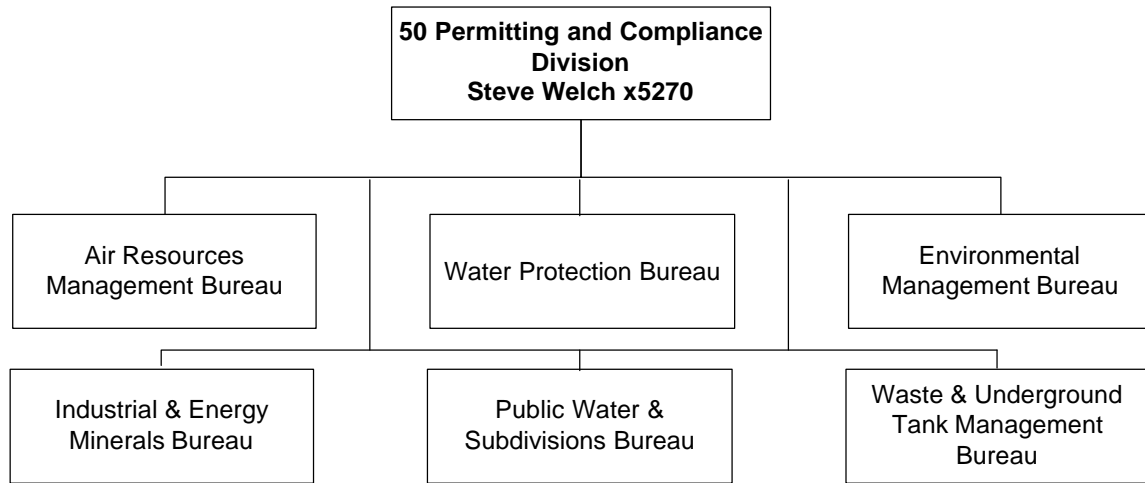 50 Permitting and Compliance
Division
Steve Welch x5270
Air Resources
Management Bureau
Water Protection Bureau
Environmental
Management Bureau
Industrial & Energy
Minerals Bureau
Public Water &
Subdivisions Bureau
Waste & Underground
Tank Management
Bureau